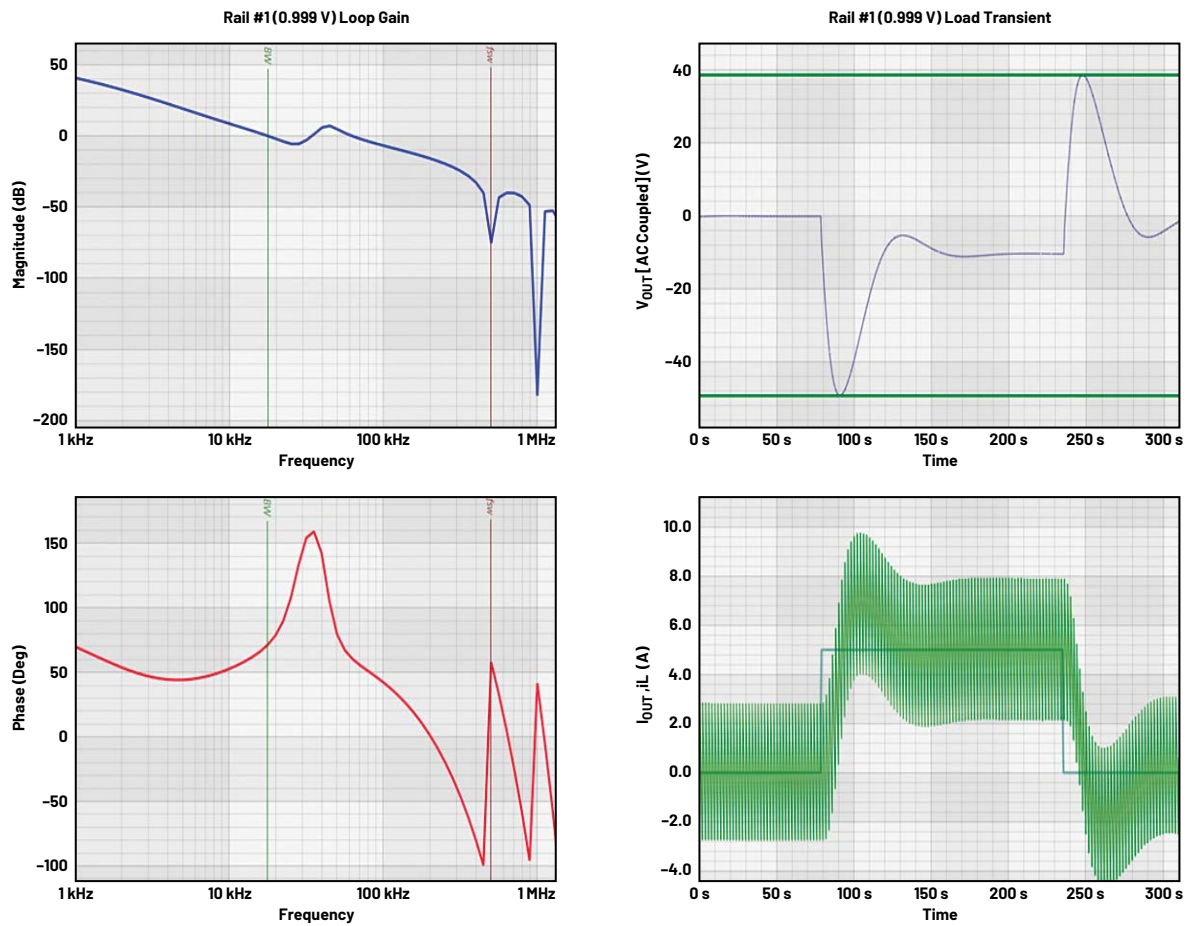 Rail #1 (0.999 V) Loop Gain
BW
fsw
50
0
−50
−100
−150
−200
Magnitude (dB)
1 kHz 10 kHz 100 kHz 1 MHz
Frequency
Rail #1 (0.999 V) Load Transient
40
20
0
−20
−40
VOUT [AC Coupled] (V)
0 s 50 s 100 s 150 s 200 s 250 s 300 s
Time
BW
fsw
150
100
50
0
−50
−100
Phase (Deg)
1 kHz 10 kHz 100 kHz 1 MHz
Frequency
10.0
8.0
6.0
4.0
2.0
0.0
−2.0
−4.0
IOUT ,iL (A)
0 s 50 s 100 s 150 s 200 s 250 s 300 s
Time